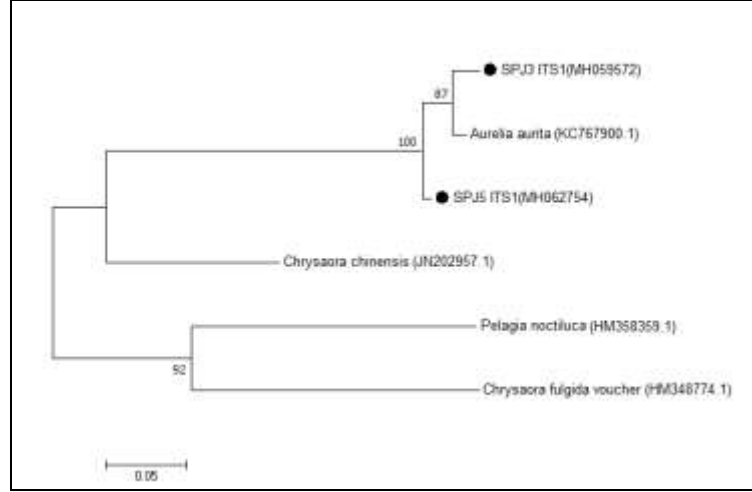 SPJ3 ITS1(MH059572)
87
Aurelia aurita (KC767900.1)
100
SPJ5 ITS1(MH062754)
Chrysaora chinensis (JN202957.1)
Pelagia noctiluca (HM358359.1)
92
Chrysaora fulgida voucher (HM348774.1)
0.05